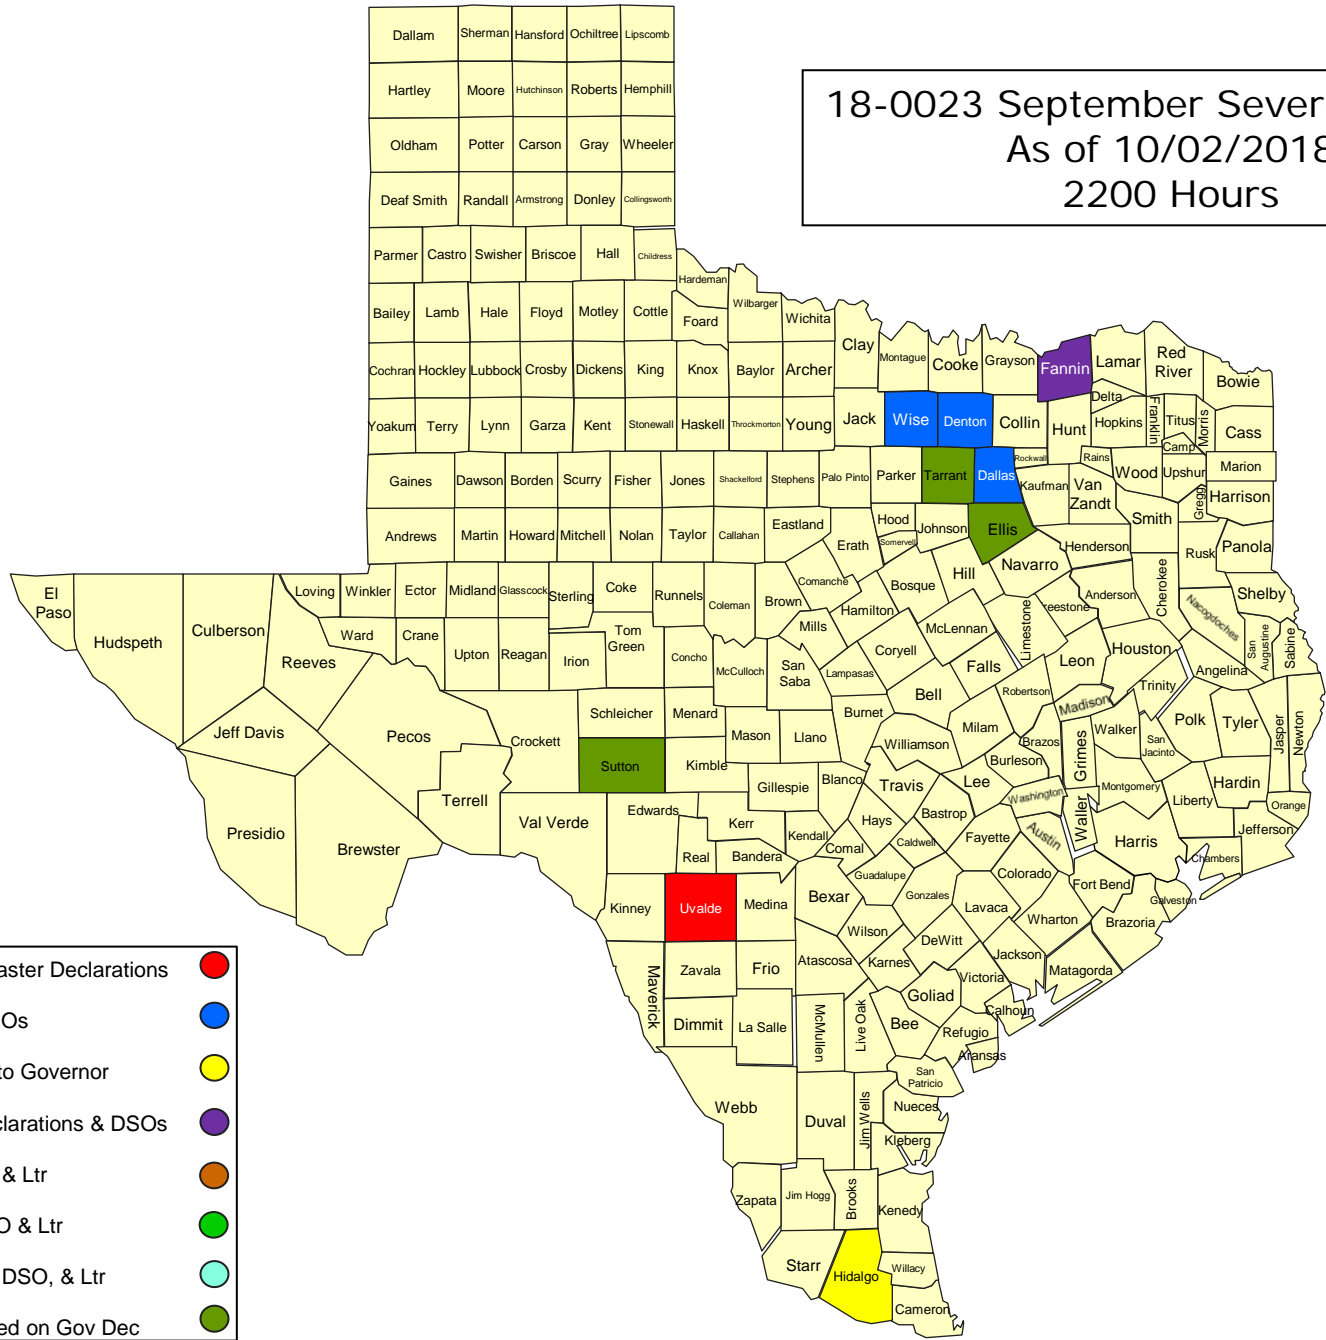 Dallam Sherman Hansford Ochiltree Lipscomb
Hartley Moore Hutchinson Roberts Hemphill
18-0023 September Sever
As of 10/02/2018
2200 Hours
Oldham Potter Carson Gray Wheeler
Deaf Smith Randall Armstrong Donley Collingsworth
Parmer Castro Swisher Briscoe Hall Childress
Hardeman
Wilbarger
Bailey Lamb Hale Floyd Motley Cottle Foard Wichita
Clay Montague Cooke Grayson Fannin Lamar Red
River
Bowie
Cochran Hockley Lubbock Crosby Dickens King Knox Baylor Archer
Delta
Yoakum Terry Lynn Garza Kent Stonewall Haskell Throckmorton Young Jack Wise Denton Collin Hunt Hopkins Franklin Titus Morris Cass
Camp
Rockwall Rains
Gaines Dawson Borden Scurry Fisher Jones Shackelford Stephens Palo Pinto Parker Tarrant Dallas Kaufman Van
Zandt
Wood Upshur Marion
Gregg Harrison
Andrews Martin Howard Mitchell Nolan Taylor Callahan Eastland Erath Hood Somervell Johnson Ellis Smith
Henderson Rusk Panola
Navarro
El
Paso
Hudspeth Culberson Loving Winkler Ector Midland Glasscock Sterling Coke Runnels Coleman Brown Comanche Bosque Hill
Anderson Cherokee Shelby
Hamilton Limestone reestone Nacogdoches
Ward Crane Reeves Upton Reagan Irion Tom
Green
Concho McCulloch San
Saba
Mills Lampasas Coryell McLennan Falls
Leon Houston Angelina San
Augustine
Sabine
Trinity
Bell Robertson Madison
Jeff Davis Pecos Crockett Schleicher Menard Mason Llano Burnet Williamson Milam Brazos Grimes Walker San
Jacinto
Polk Tyler Jasper Newton
Sutton Kimble Gillespie Blanco Travis Lee Burleson Washington Montgomery Liberty Hardin Orange
Presidio Brewster Terrell Val Verde Edwards Kerr Kendall Hays Bastrop Waller Harris Jefferson
Real Bandera Comal Caldwell Fayette Austin Chambers
Guadalupe Gonzales Colorado Fort Bend Galveston
Kinney Uvalde Medina Bexar Lavaca Wharton Brazoria
Wilson DeWitt Jackson Matagorda
Maverick Zavala Frio Atascosa Karnes Victoria
Goliad Calhoun
Dimmit La Salle McMullen Live Oak Bee Refugio
Aransas
San
Patricio
Webb Duval Jim Wells Nueces
Kleberg
Zapata Jim Hogg Brooks Kenedy
Starr Hidalgo Willacy
Cameron
aster Declarations
Os
to Governor
clarations & DSOs
& Ltr
O & Ltr
DSO, & Ltr
ed on Gov Dec